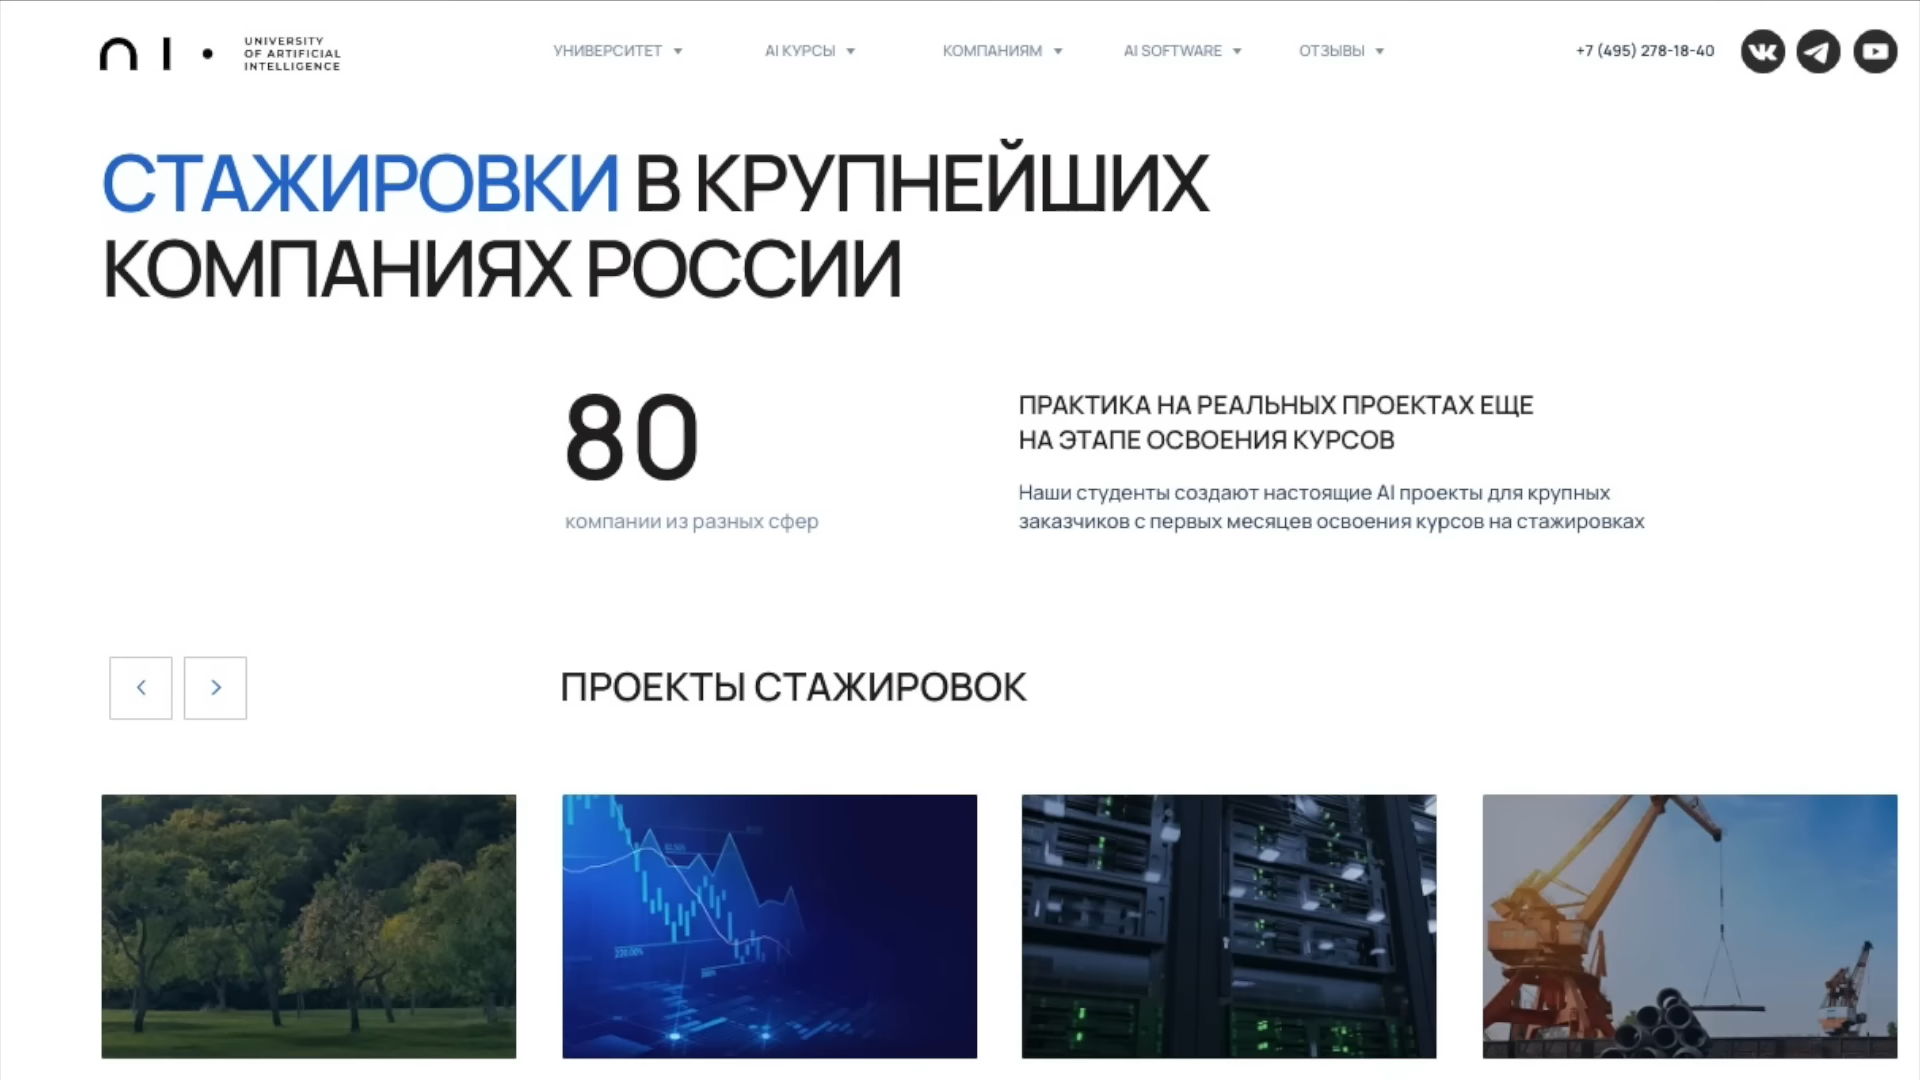 UNIVERSITY
OF ARTIFICIAL
INTELLIGENCE
УНИВЕРСИТЕТ
AI КУРСЫ
КОМПАНИЯМ
AI SOFTWARE
ОТЗЫВЫ
+7 (495) 278-18-40
СТАЖИРОВКИ В КРУПНЕЙШИХ
КОМПАНИЯХ РОССИИ
80
компании из разных сфер
ПРАКТИКА НА РЕАЛЬНЫХ ПРОЕКТАХ ЕЩЕ
НА ЭТАПЕ ОСВОЕНИЯ КУРСОВ
Наши студенты создают настоящие AI проекты для крупных
заказчиков с первых месяцев освоения курсов на стажировках
ПРОЕКТЫ СТАЖИРОВОК
220.00%